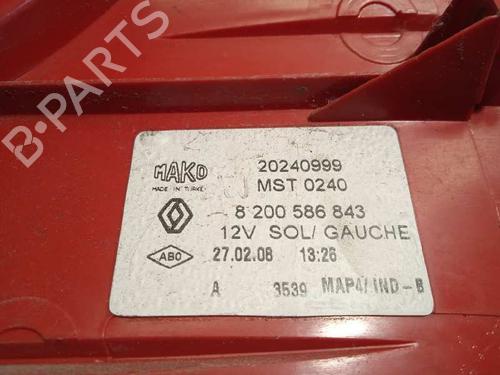 B-PARTS
MAKO
MADE IN TURKEY
20240999
MST 0240
8 200 586 843
12V SOL/ GAUCHE
ABO
27.02.08 13:26
A 3539 MAP4/IND-B